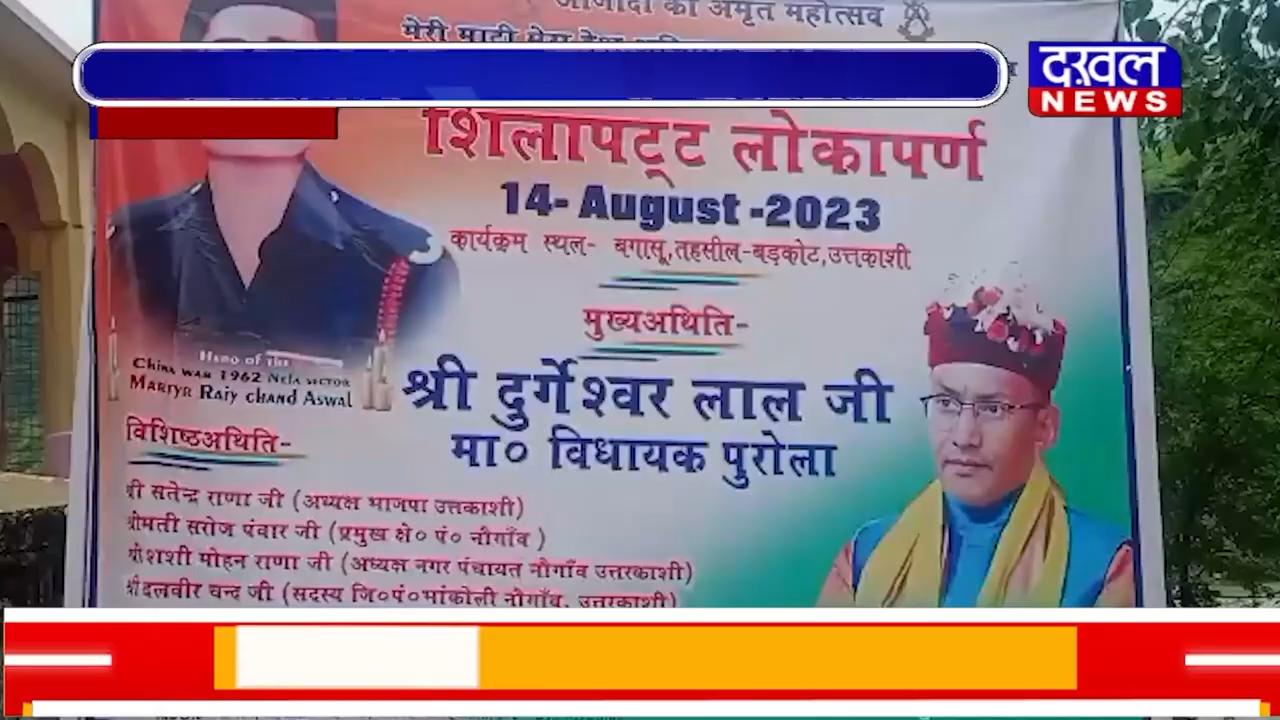 आजादी का अमृत महोत्सव
मेरी माटी मेरा
दख़ल
NEWS
शिलापट्ट लोकापर्ण
14- August -2023
कार्यक्रम स्थल- बगासू,तहसील-बड़कोट,उत्तकाशी
मुख्यअथिति-
Hero of the
China war 1962 Nefa sector
Martyr Rajy chand Aswal
श्री दुर्गेश्वर लाल जी
मा० विधायक पुरोला
विशिष्ठअथिति-
श्री सतेन्द्र राणा जी (अध्यक्ष भाजपा उत्तकाशी)
श्रीमती सरोज पंवार जी (प्रमुख क्षे० पं० नौगाँव )
श्री शशी मोहन राणा जी (अध्यक्ष नगर पंचायत नौगाँव उत्तरकाशी)
श्री दलवीर चन्द जी (सदस्य जि०पं०भांकोली नौगाँव, उत्तरकाशी)